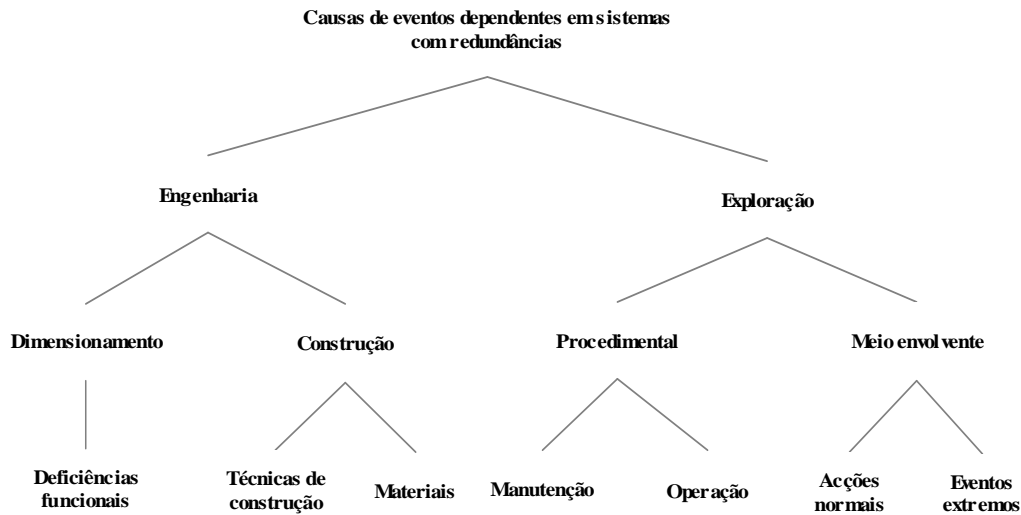 Causas de eventos dependentes em sistemas
com redundâncias
Engenharia
Exploração
Dimensionamento
Construção
Procedimental
Meio envolvente
Deficiências
funcionais
Técnicas de
construção
Materiais
Manutenção
Operação
Acções
normais
Eventos
extremos